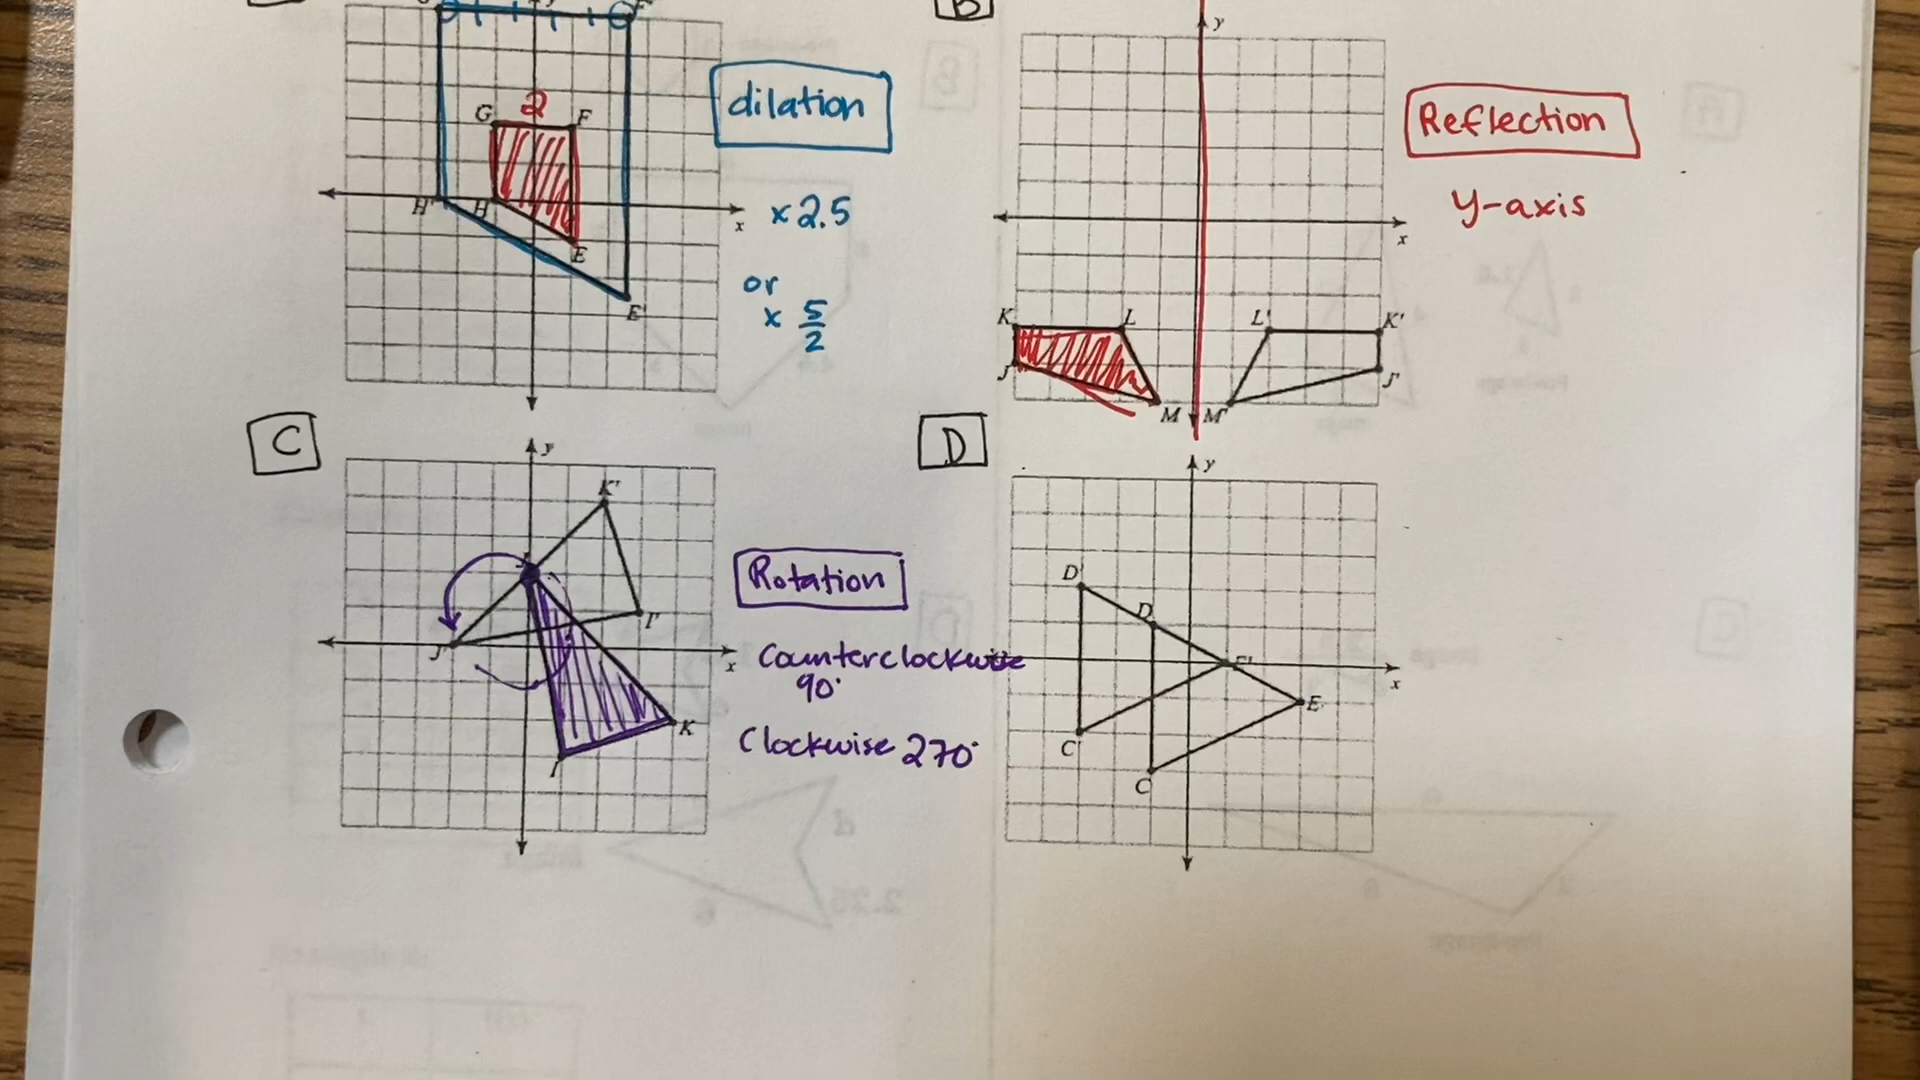 B
y
F'
dilation
2
G F
Reflection
y-axis
H' H
x
x 2.5
x
E
or
x 5/2
E'
K L L' K'
J J'
M M'
C
D
y
y
K'
Rotation
D'
D
I'
J'
x
Counterclockwise
90°
E'
x
K
E
Clockwise 270°
C'
I
C